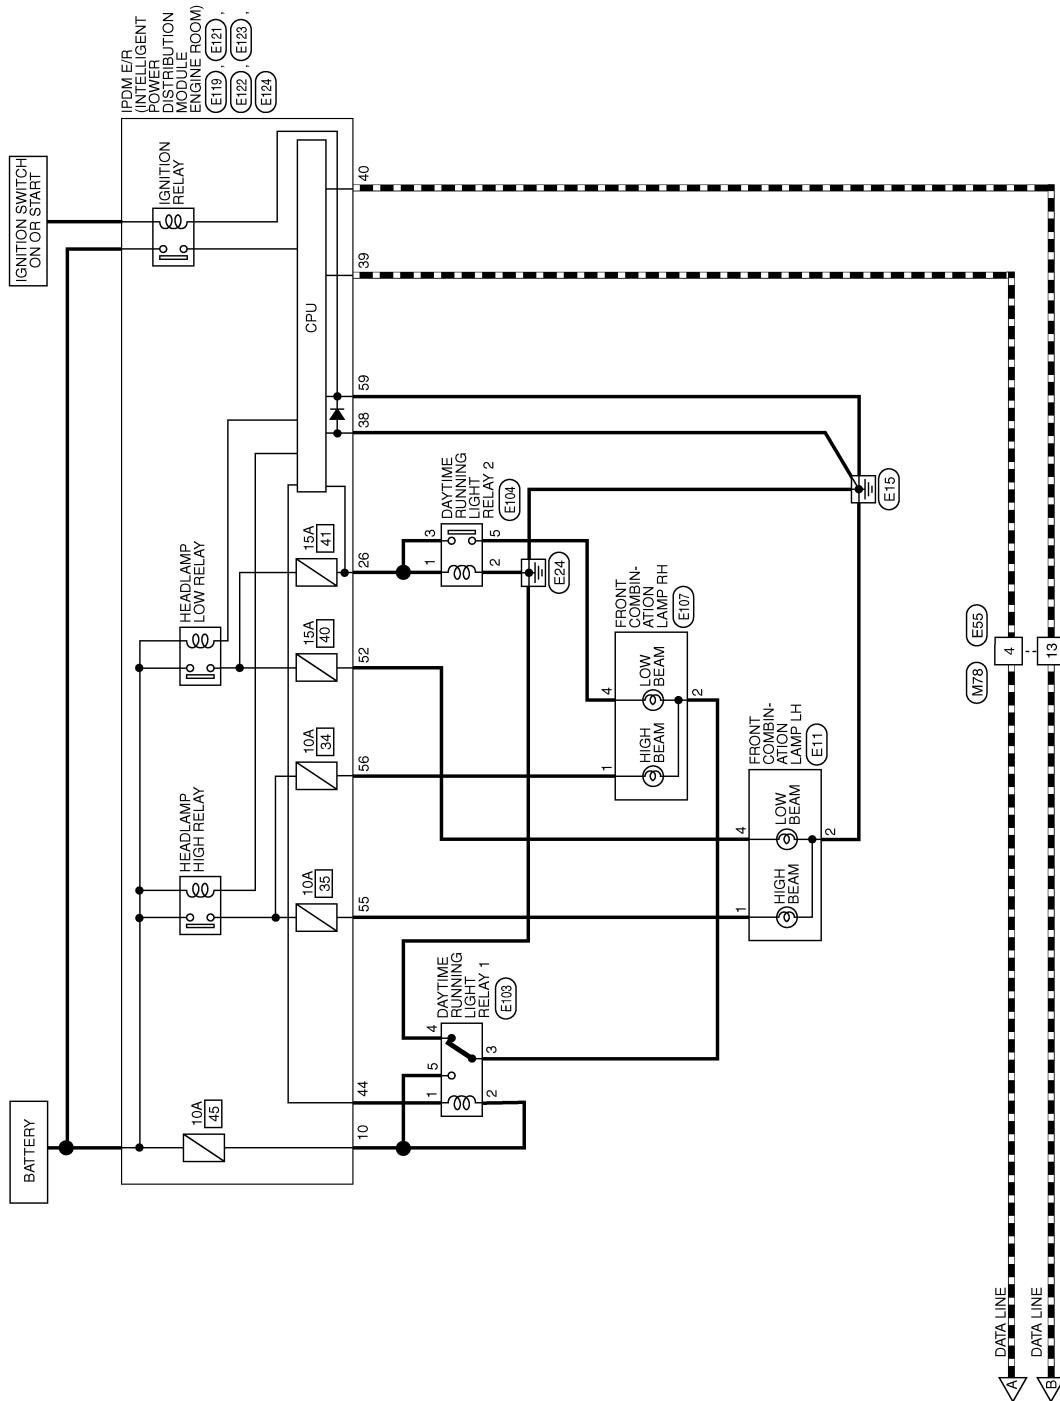 BATTERY
IGNITION SWITCH
ON OR START
IPDM E/R
(INTELLIGENT
POWER
DISTRIBUTION
MODULE
ENGINE ROOM)
E119 , E121 ,
E122 , E123 ,
E124
10A
45
HEADLAMP
HIGH RELAY
HEADLAMP
LOW RELAY
IGNITION
RELAY
10A
35
10A
34
15A
40
15A
41
CPU
10
44
55
56
52
26
38
59
39
40
1
5
4
2
3
DAYTIME
RUNNING
LIGHT
RELAY 1
E103
1
3
2
5
DAYTIME
RUNNING
LIGHT
RELAY 2
E104
E24
1
4
HIGH
BEAM
LOW
BEAM
2
FRONT
COMBIN-
ATION
LAMP RH
E107
1
4
HIGH
BEAM
LOW
BEAM
2
FRONT
COMBIN-
ATION
LAMP LH
E11
E15
M78
E55
4
13
DATA LINE
A
DATA LINE
B